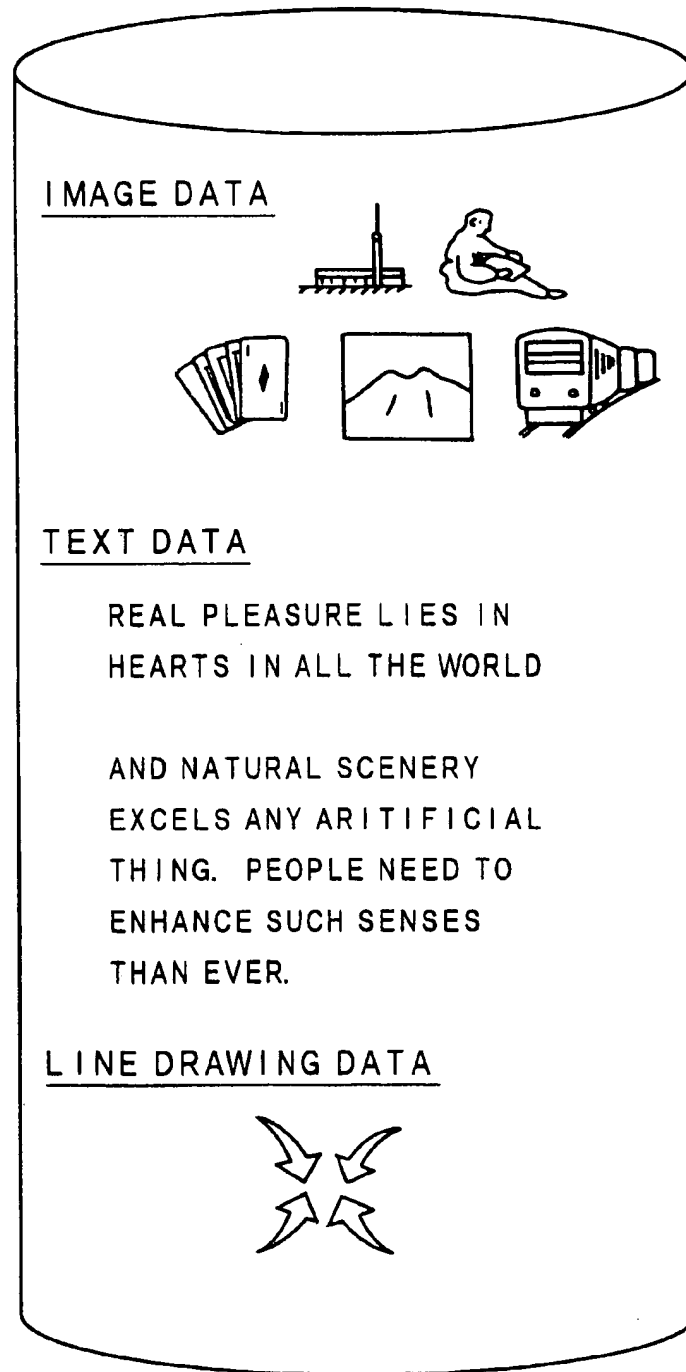 IMAGE DATA
TEXT DATA
REAL PLEASURE LIES IN
HEARTS IN ALL THE WORLD
AND NATURAL SCENERY
EXCELS ANY ARITIFICIAL
THING. PEOPLE NEED TO
ENHANCE SUCH SENSES
THAN EVER.
LINE DRAWING DATA